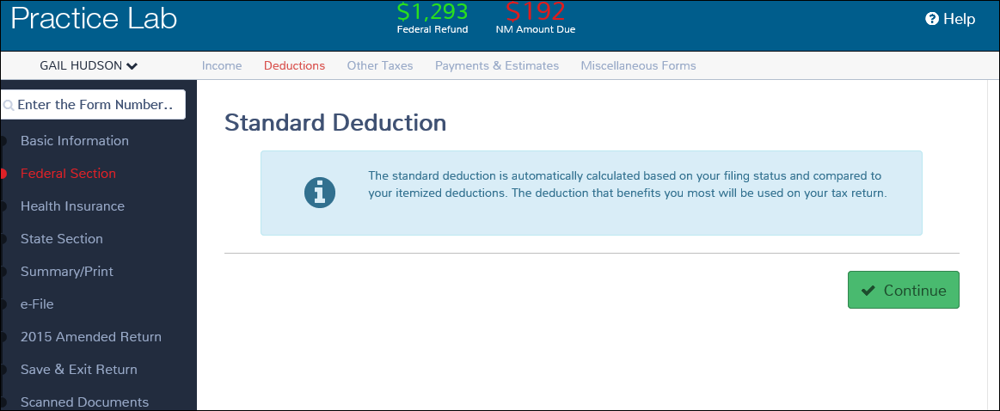 Practice Lab
$1,293
Federal Refund
$192
NM Amount Due
Help
GAIL HUDSON
Income
Deductions
Other Taxes
Payments & Estimates
Miscellaneous Forms
Enter the Form Number..
Basic Information
Federal Section
Health Insurance
State Section
Summary/Print
e-File
2015 Amended Return
Save & Exit Return
Scanned Documents
Standard Deduction
The standard deduction is automatically calculated based on your filing status and compared to
your itemized deductions. The deduction that benefits you most will be used on your tax return.
Continue